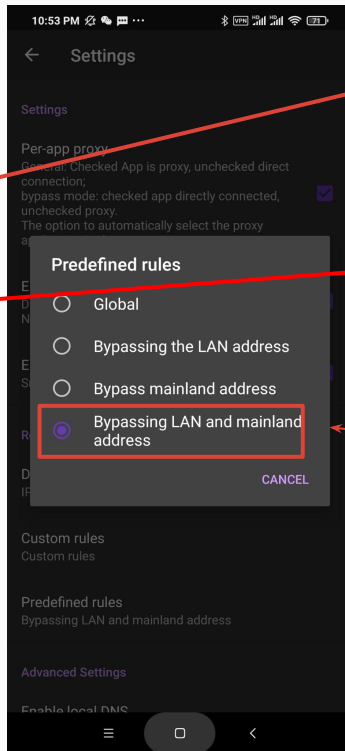 10:53 PM
VPN HD HD 71
Settings
Settings
Per-app proxy
General: Checked App is proxy, unchecked direct
connection;
bypass mode: checked app directly connected,
unchecked proxy.
The option to automatically select the proxy
Predefined rules
Global
Bypassing the LAN address
Bypass mainland address
Bypassing LAN and mainland
address
CANCEL
Custom rules
Custom rules
Predefined rules
Bypassing LAN and mainland address
Advanced Settings
Enable local DNS